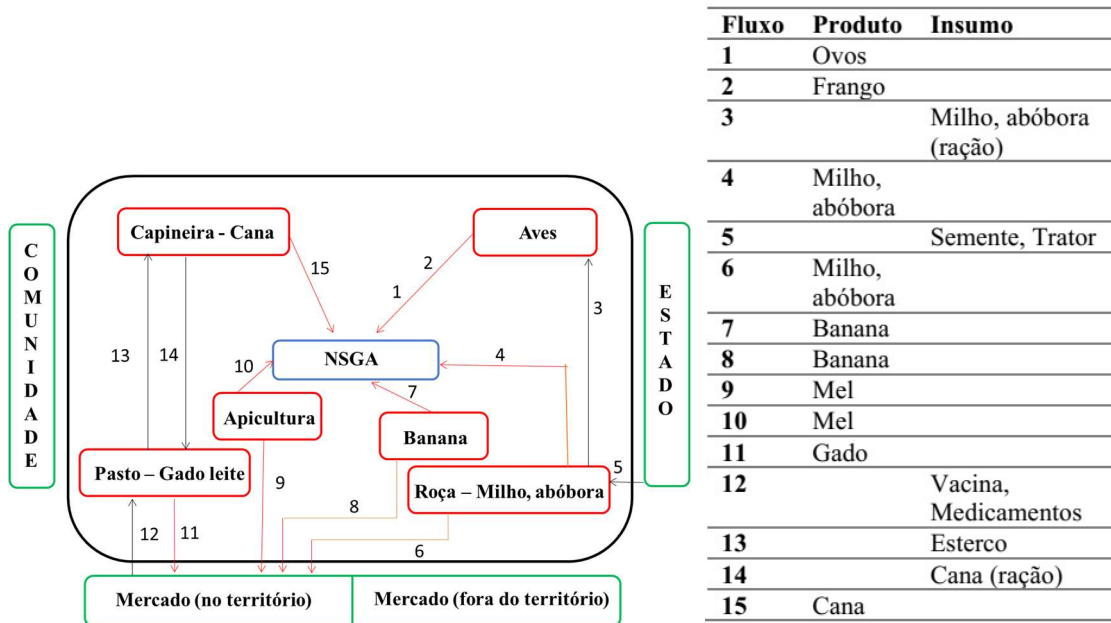 COMUNIDADE
Capineira - Cana
Aves
15
2
1
3
13
14
NSGA
4
10
7
Apicultura
Banana
Pasto – Gado leite
9
Roça – Milho, abóbora
5
8
12
11
6
ESTADO
Mercado (no território)
Mercado (fora do território)
Fluxo Produto Insumo
1 Ovos
2 Frango
3 Milho, abóbora
(ração)
4 Milho,
abóbora
5 Semente, Trator
6 Milho,
abóbora
7 Banana
8 Banana
9 Mel
10 Mel
11 Gado
12 Vacina,
Medicamentos
13 Esterco
14 Cana (ração)
15 Cana